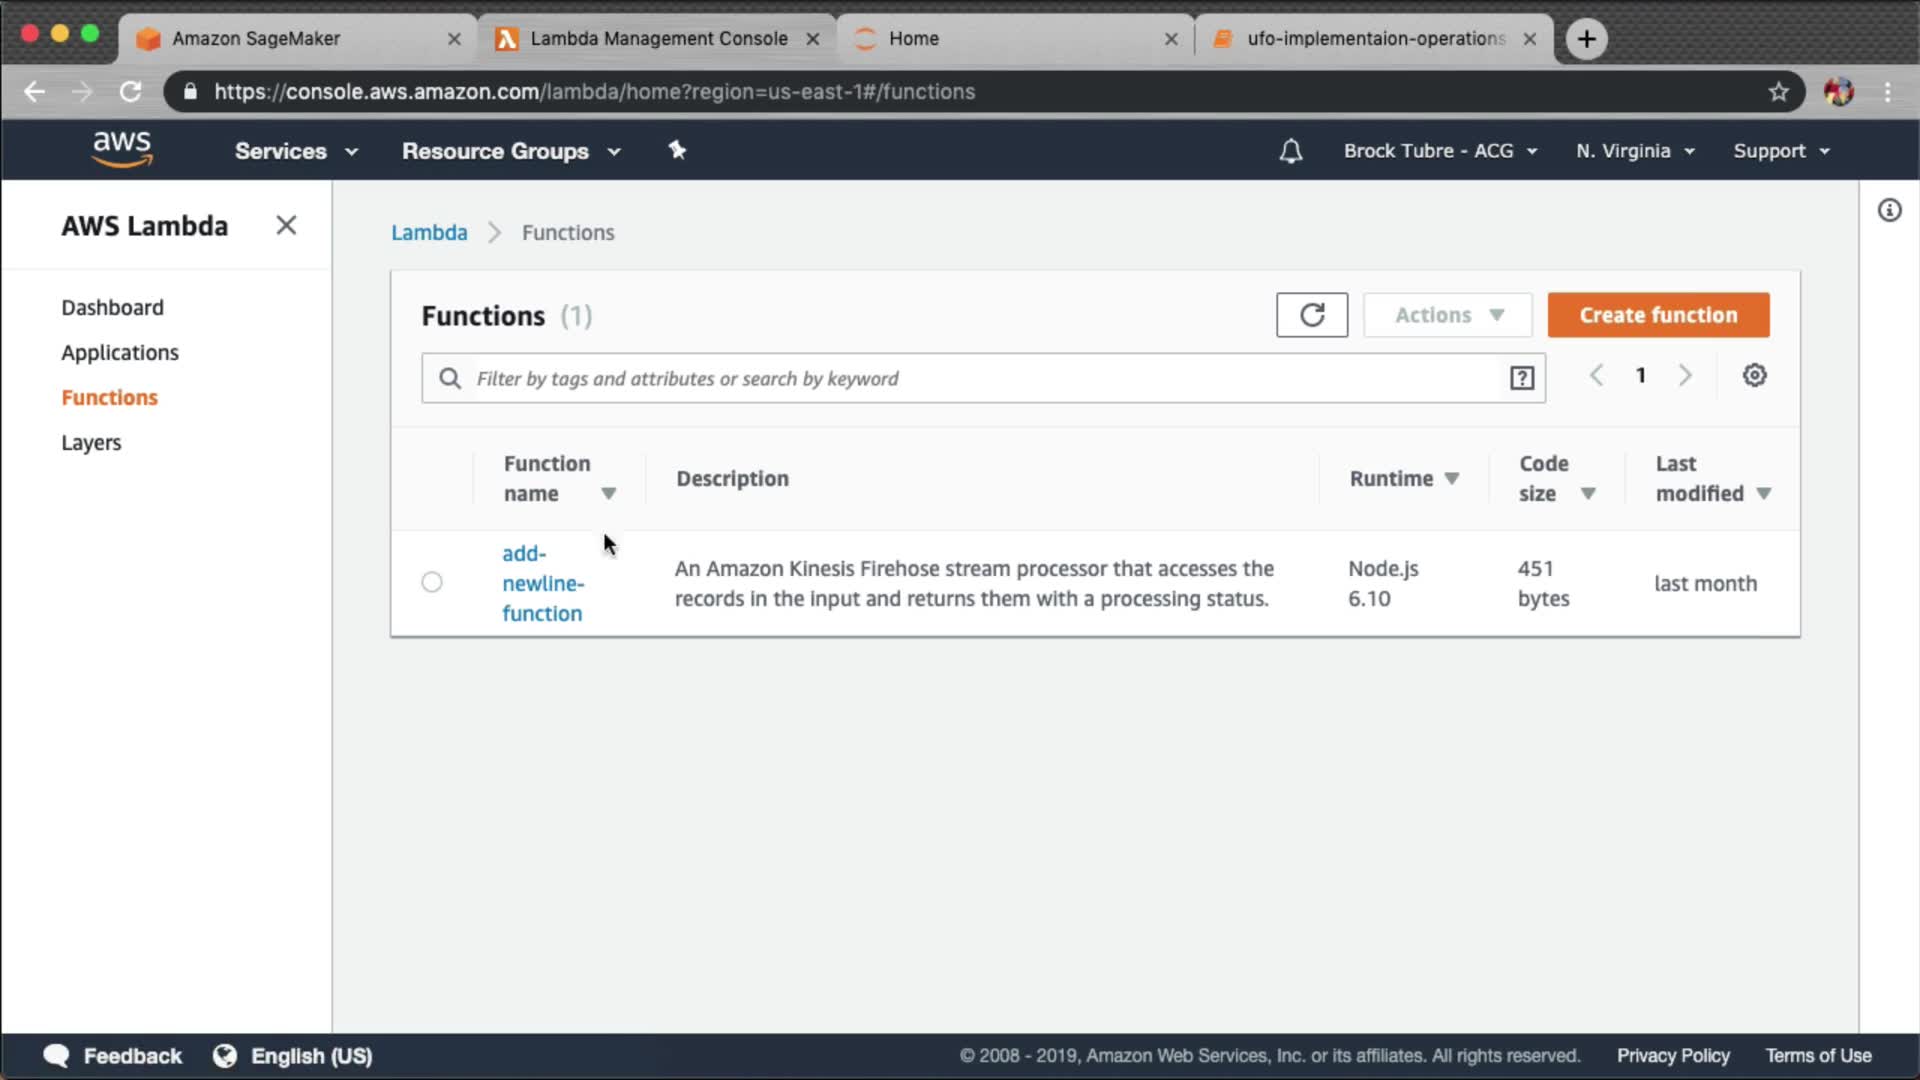 Amazon SageMaker
Lambda Management Console
Home
ufo-implementaion-operations
https://console.aws.amazon.com/lambda/home?region=us-east-1#/functions
aws
Services
Resource Groups
Brock Tubre - ACG
N. Virginia
Support
AWS Lambda
Dashboard
Applications
Functions
Layers
Lambda > Functions
Functions (1)
Actions
Create function
Filter by tags and attributes or search by keyword
1
Function
name
Description
Runtime
Code
size
Last
modified
add-
newline-
function
An Amazon Kinesis Firehose stream processor that accesses the
records in the input and returns them with a processing status.
Node.js
6.10
451
bytes
last month
Feedback
English (US)
© 2008 - 2019, Amazon Web Services, Inc. or its affiliates. All rights reserved.
Privacy Policy
Terms of Use